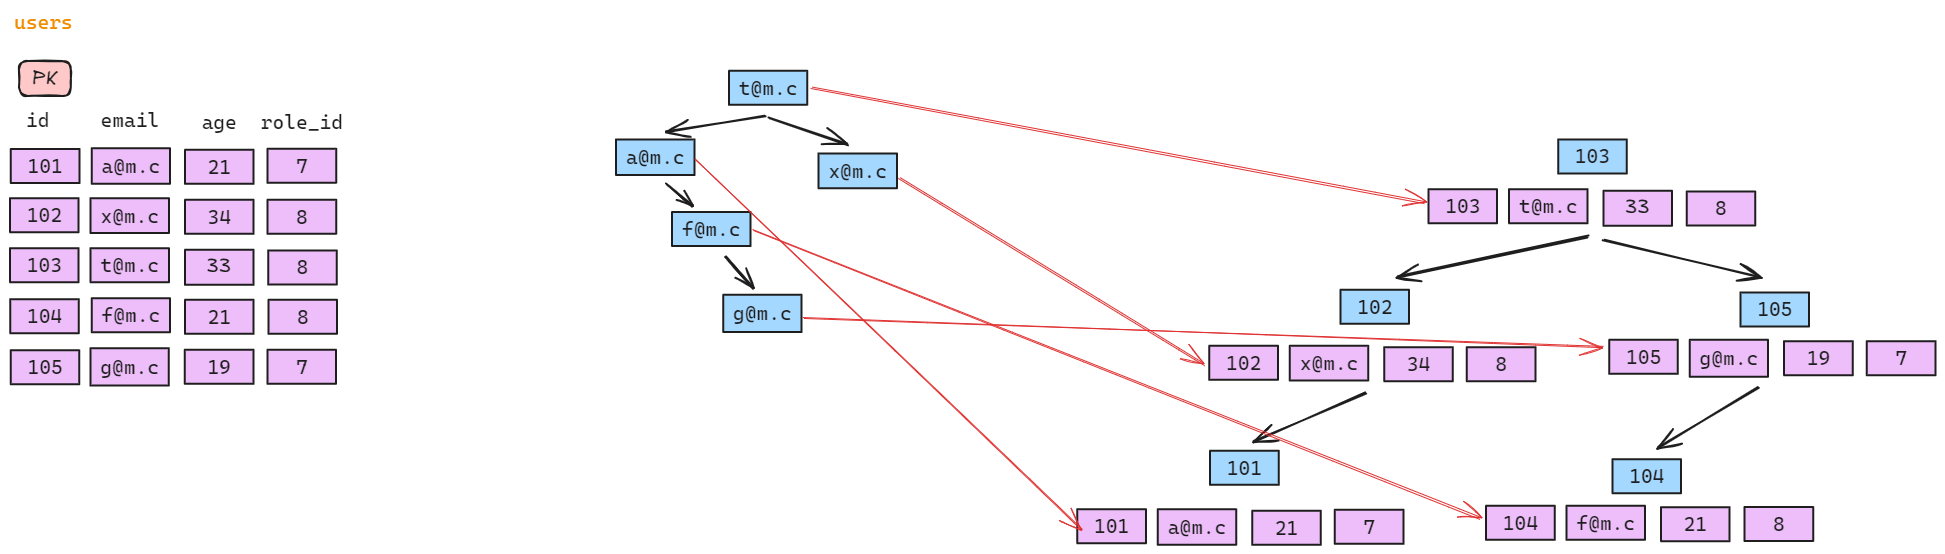 users
PK
id email age role_id
101 a@m.c 21 7
102 x@m.c 34 8
103 t@m.c 33 8
104 f@m.c 21 8
105 g@m.c 19 7
t@m.c
a@m.c
x@m.c
f@m.c
g@m.c
103
103 t@m.c 33 8
102
105
102 x@m.c 34 8
105 g@m.c 19 7
101
104
101 a@m.c 21 7
104 f@m.c 21 8